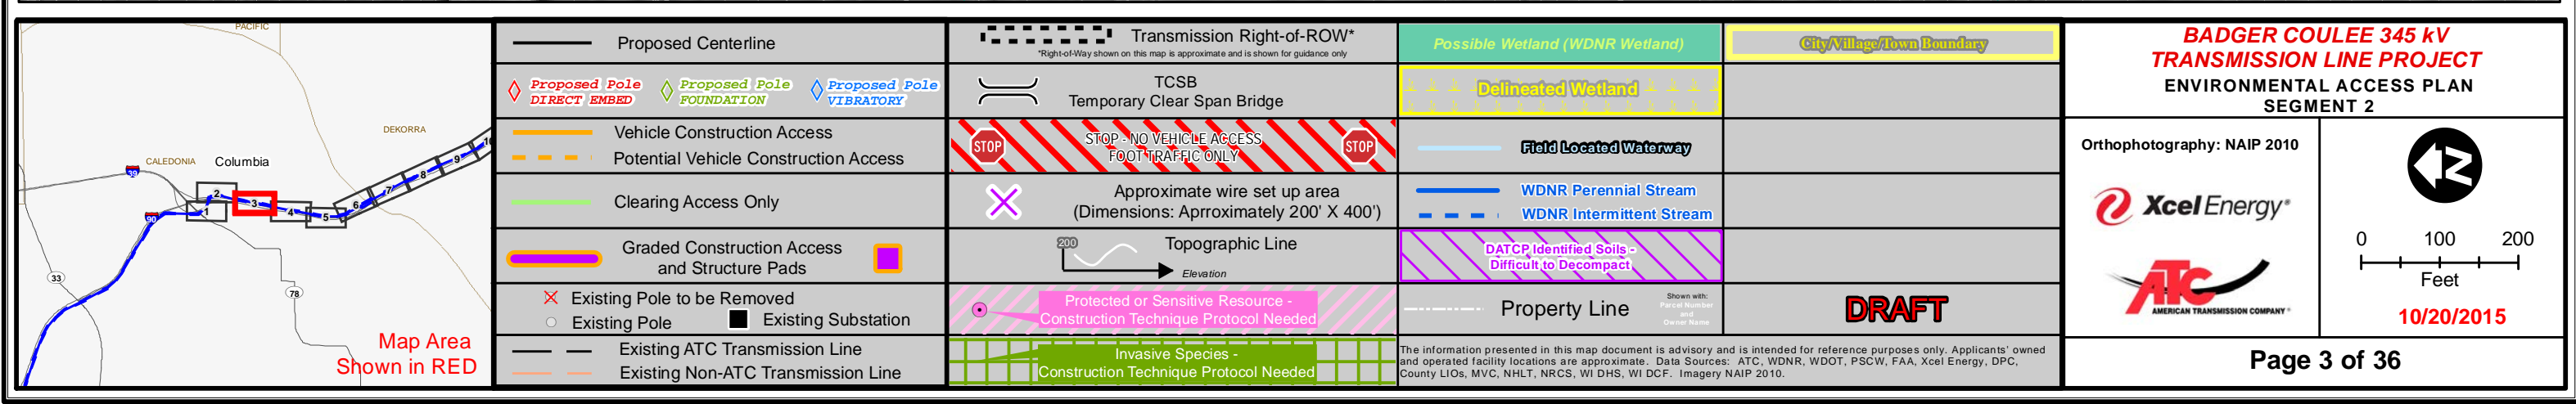 PACIFIC
DEKORRA
CALEDONIA
Columbia
39
90
33
78
1
2
3
4
5
6
7
8
9
10
Map Area
Shown in RED
Proposed Centerline
Proposed Pole
DIRECT EMBED
Proposed Pole
FOUNDATION
Proposed Pole
VIBRATORY
Vehicle Construction Access
Potential Vehicle Construction Access
Clearing Access Only
Graded Construction Access
and Structure Pads
Existing Pole to be Removed
Existing Pole
Existing Substation
Existing ATC Transmission Line
Existing Non-ATC Transmission Line
Transmission Right-of-ROW*
*Right-of-Way shown on this map is approximate and is shown for guidance only
TCSB
Temporary Clear Span Bridge
STOP
STOP - NO VEHICLE ACCESS
FOOT TRAFFIC ONLY
STOP
Approximate wire set up area
(Dimensions: Aprroximately 200' X 400')
200
Topographic Line
Elevation
Protected or Sensitive Resource -
Construction Technique Protocol Needed
Invasive Species -
Construction Technique Protocol Needed
Possible Wetland (WDNR Wetland)
Delineated Wetland
Field Located Waterway
WDNR Perennial Stream
WDNR Intermittent Stream
DATCP Identified Soils -
Difficult to Decompact
Property Line
Shown with:
Parcel Number
and
Owner Name
City/Village/Town Boundary
DRAFT
The information presented in this map document is advisory and is intended for reference purposes only. Applicants' owned
and operated facility locations are approximate. Data Sources: ATC, WDNR, WDOT, PSCW, FAA, Xcel Energy, DPC,
County LIOs, MVC, NHLT, NRCS, WI DHS, WI DCF. Imagery NAIP 2010.
BADGER COULEE 345 kV
TRANSMISSION LINE PROJECT
ENVIRONMENTAL ACCESS PLAN
SEGMENT 2
Orthophotography: NAIP 2010
Xcel Energy®
ATC
AMERICAN TRANSMISSION COMPANY®
N
0 100 200
Feet
10/20/2015
Page 3 of 36